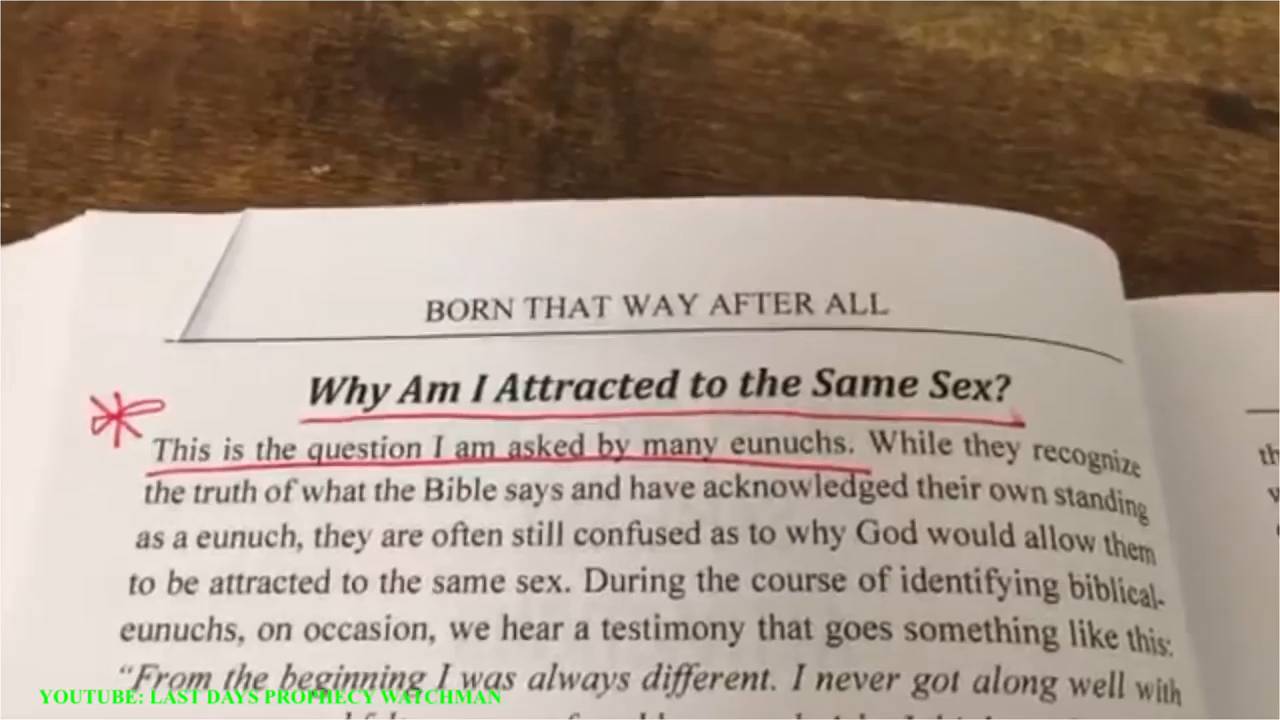 BORN THAT WAY AFTER ALL
Why Am I Attracted to the Same Sex?
This is the question I am asked by many eunuchs. While they recognize
the truth of what the Bible says and have acknowledged their own standing
as a eunuch, they are often still confused as to why God would allow them
to be attracted to the same sex. During the course of identifying biblical-
eunuchs, on occasion, we hear a testimony that goes something like this:
“From the beginning I was always different. I never got along well with
YOUTUBE: LAST DAYS PROPHECY WATCHMAN